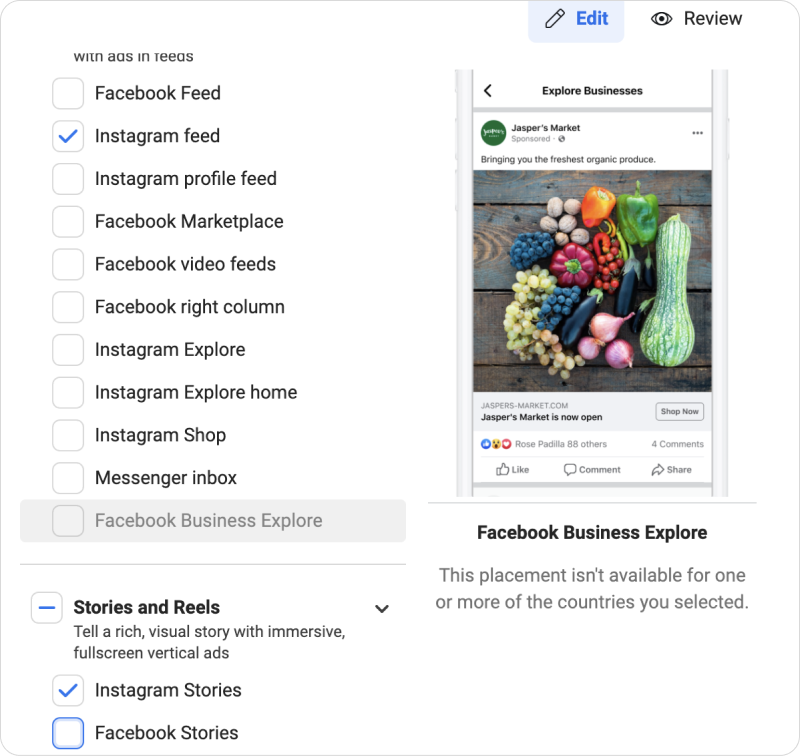 Edit
Review
with ads in feeds
Facebook Feed
Instagram feed
Instagram profile feed
Facebook Marketplace
Facebook video feeds
Facebook right column
Instagram Explore
Instagram Explore home
Instagram Shop
Messenger inbox
Facebook Business Explore
Stories and Reels
Tell a rich, visual story with immersive,
fullscreen vertical ads
Instagram Stories
Facebook Stories
Explore Businesses
Jasper's
MARKET
Jasper's Market
Sponsored ·
Bringing you the freshest organic produce.
JASPERS-MARKET.COM
Jasper's Market is now open
Shop Now
Rose Padilla 88 others
4 Comments
Like
Comment
Share
Facebook Business Explore
This placement isn't available for one
or more of the countries you selected.